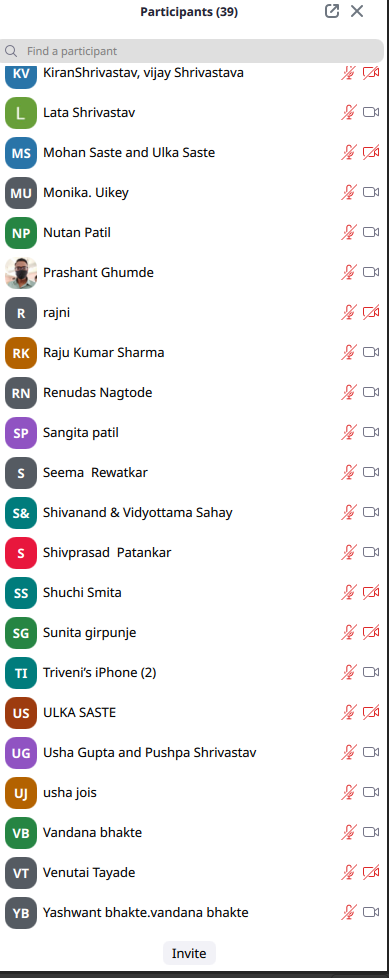 Participants (39)
Find a participant
KV KiranShrivastav, vijay Shrivastava
L Lata Shrivastav
MS Mohan Saste and Ulka Saste
MU Monika. Uikey
NP Nutan Patil
Prashant Ghumde
R rajni
RK Raju Kumar Sharma
RN Renudas Nagtode
SP Sangita patil
S Seema  Rewatkar
S& Shivanand & Vidyottama Sahay
S Shivprasad  Patankar
SS Shuchi Smita
SG Sunita girpunje
TI Triveni’s iPhone (2)
US ULKA SASTE
UG Usha Gupta and Pushpa Shrivastav
UJ usha jois
VB Vandana bhakte
VT Venutai Tayade
YB Yashwant bhakte.vandana bhakte
Invite